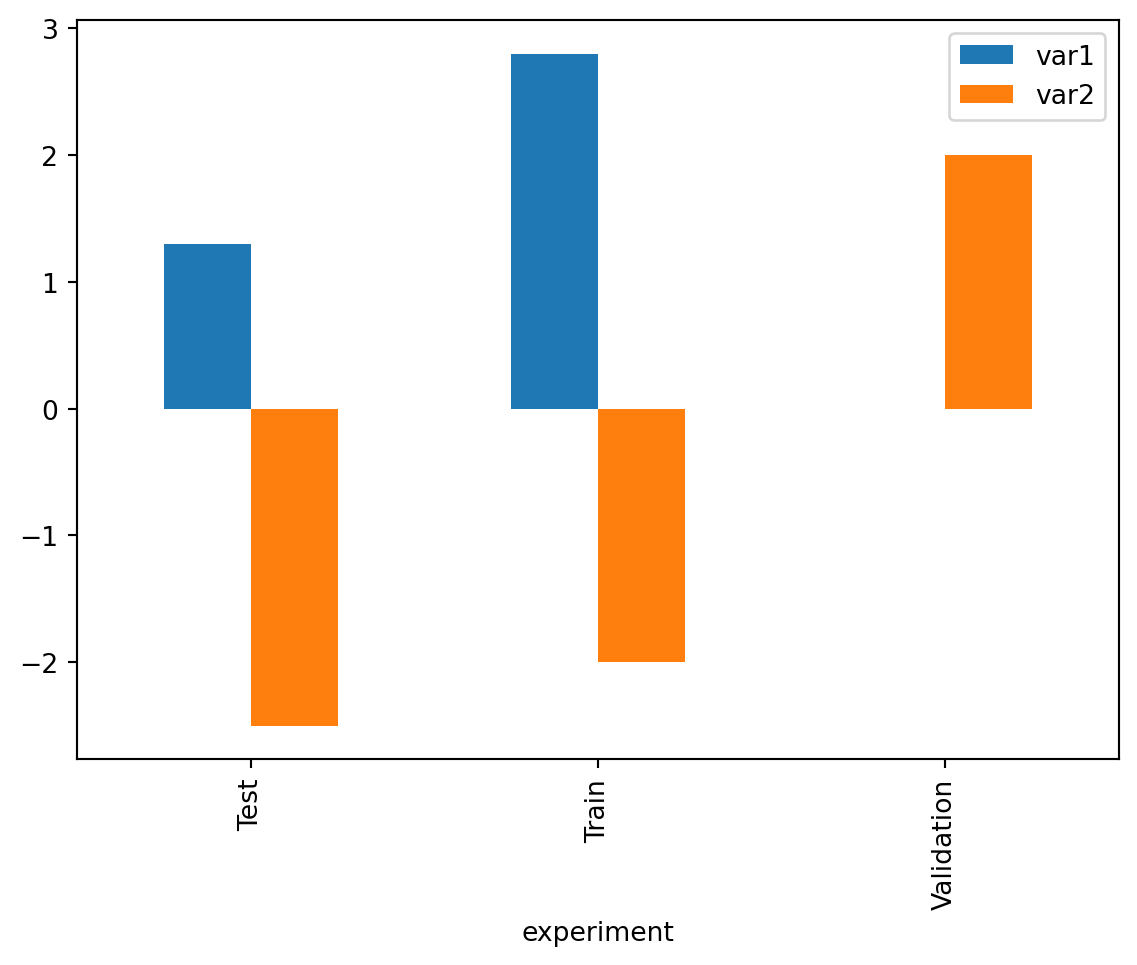 3
2
1
0
−1
−2
var1
var2
Test
Train
Validation
experiment